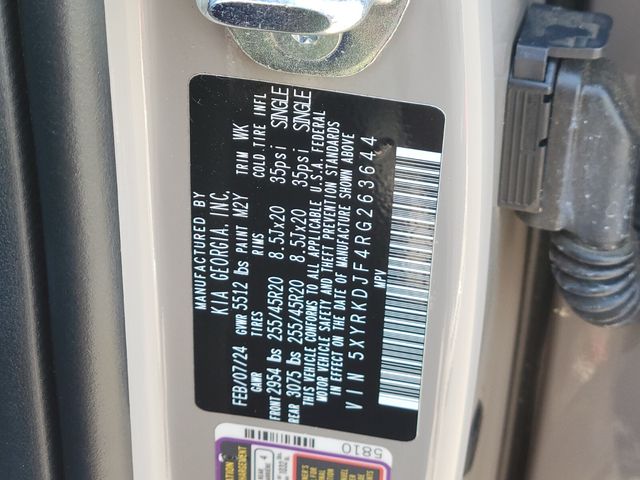 MANUFACTURED BY
KIA GEORGIA, INC.
FEB/07/24 GVWR 5512 lbs PAINT M2Y TRIM WK
GAWR TIRES RIMS COLD TIRE INFL
FRONT 2954 lbs 255/45R20 8.5Jx20 35psi SINGLE
REAR 3075 lbs 255/45R20 8.5Jx20 35psi SINGLE
THIS VEHICLE CONFORMS TO ALL APPLICABLE U.S.A. FEDERAL
MOTOR VEHICLE SAFETY AND THEFT PREVENTION STANDARDS
IN EFFECT ON THE DATE OF MANUFACTURE SHOWN ABOVE
VIN 5XYRKDJF4RG263644
MPV
5810